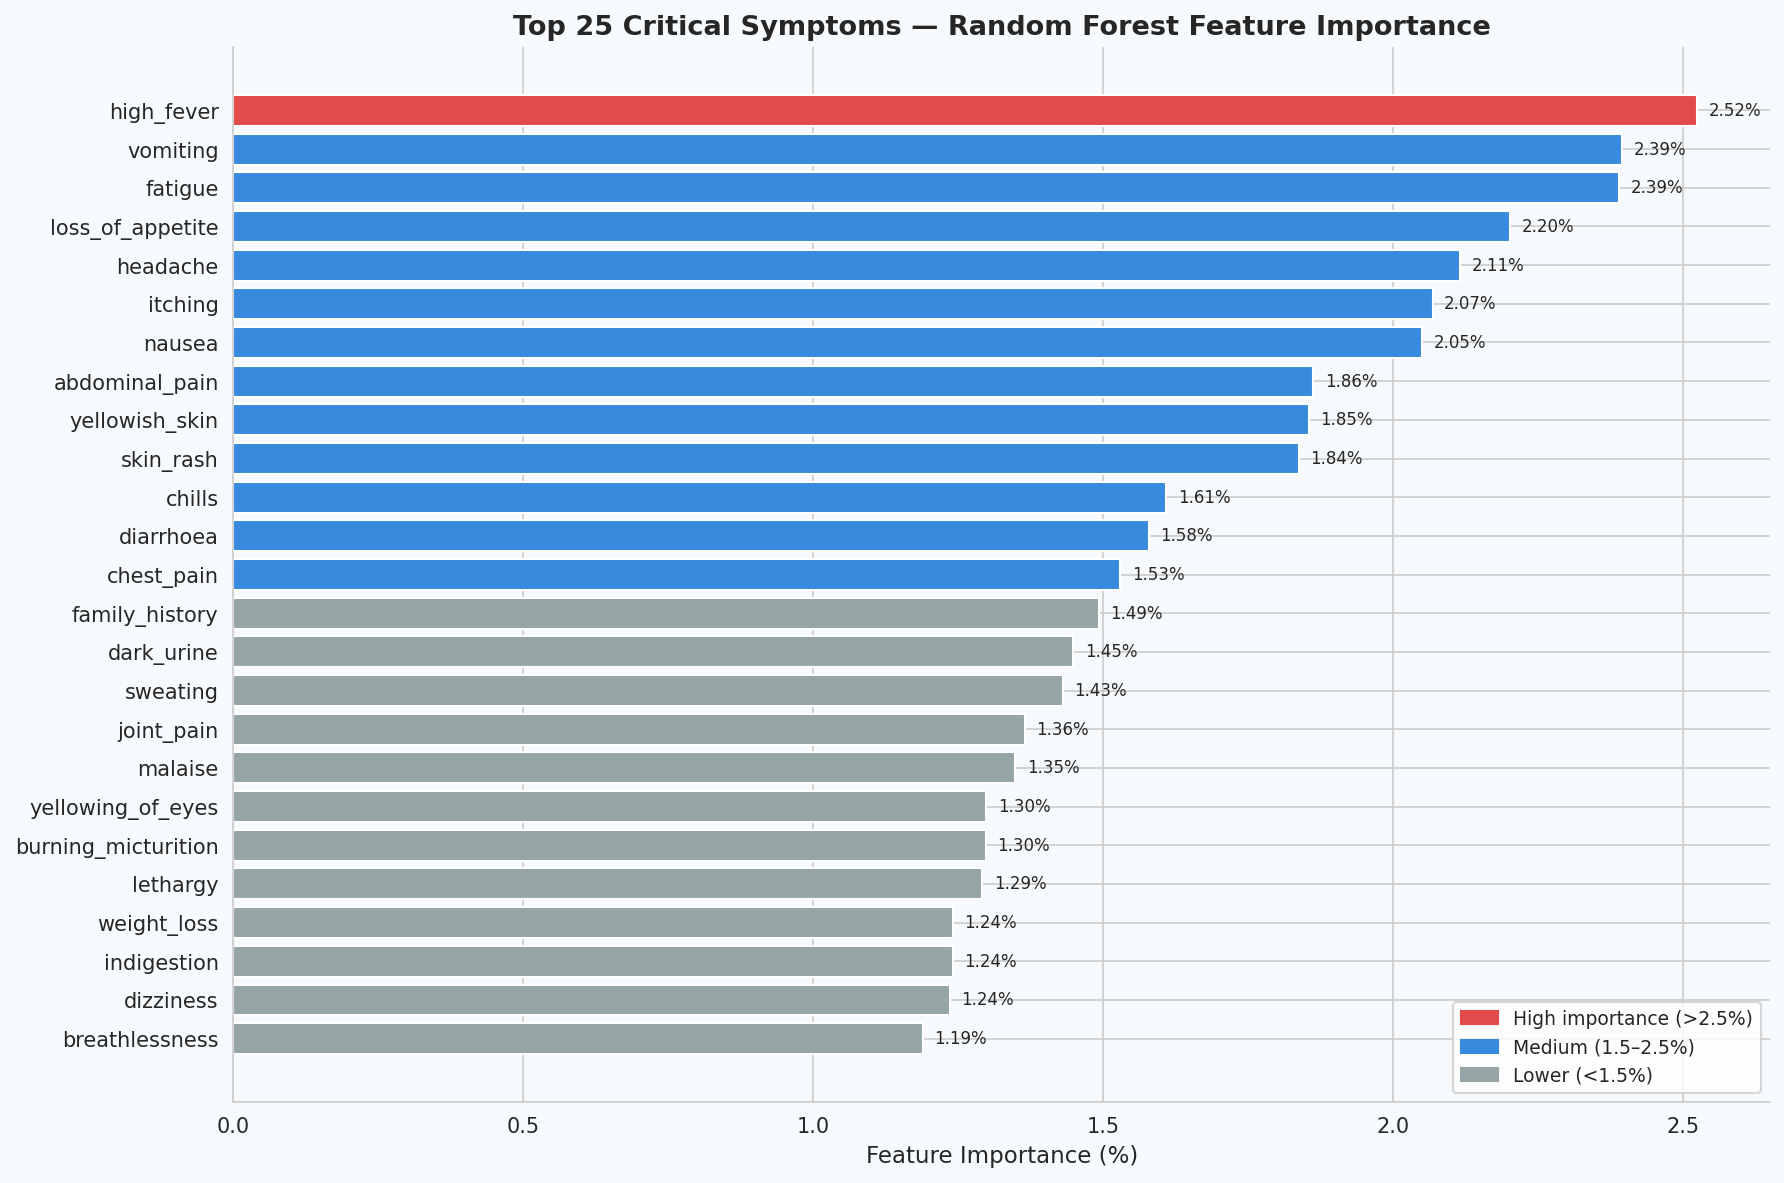 Top 25 Critical Symptoms — Random Forest Feature Importance
high_fever 2.52%
vomiting 2.39%
fatigue 2.39%
loss_of_appetite 2.20%
headache 2.11%
itching 2.07%
nausea 2.05%
abdominal_pain 1.86%
yellowish_skin 1.85%
skin_rash 1.84%
chills 1.61%
diarrhoea 1.58%
chest_pain 1.53%
family_history 1.49%
dark_urine 1.45%
sweating 1.43%
joint_pain 1.36%
malaise 1.35%
yellowing_of_eyes 1.30%
burning_micturition 1.30%
lethargy 1.29%
weight_loss 1.24%
indigestion 1.24%
dizziness 1.24%
breathlessness 1.19%
High importance (>2.5%)
Medium (1.5–2.5%)
Lower (<1.5%)
0.0 0.5 1.0 1.5 2.0 2.5
Feature Importance (%)